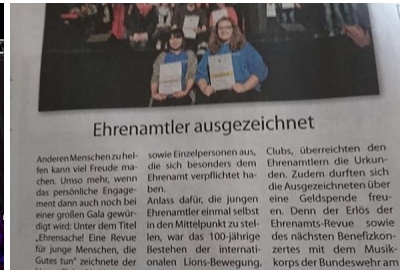 Ehrenamtler ausgezeichnet
Anderen Menschen zu hel-
fen kann viel Freude ma-
chen. Umso mehr, wenn
das persönliche Engage-
ment dann auch noch bei
einer großen Gala gewür-
digt wird: Unter dem Titel
„Ehrensache! Eine Revue
für junge Menschen, die
Gutes tun" zeichnete der
sowie Einzelpersonen aus,
die sich besonders dem
Ehrenamt verpflichtet ha-
ben.
Anlass dafür, die jungen
Ehrenamtler einmal selbst
in den Mittelpunkt zu stel-
len, war das 100-jährige
Bestehen der internati-
onalen Lions-Bewegung.
Clubs, überreichten den
Ehrenamtlern die Urkun-
den. Zudem durften sich
die Ausgezeichneten über
eine Geldspende freu-
en. Denn der Erlös der
Ehrenamts-Revue sowie
des nächsten Benefizkon-
zertes mit dem Musik-
korps der Bundeswehr am